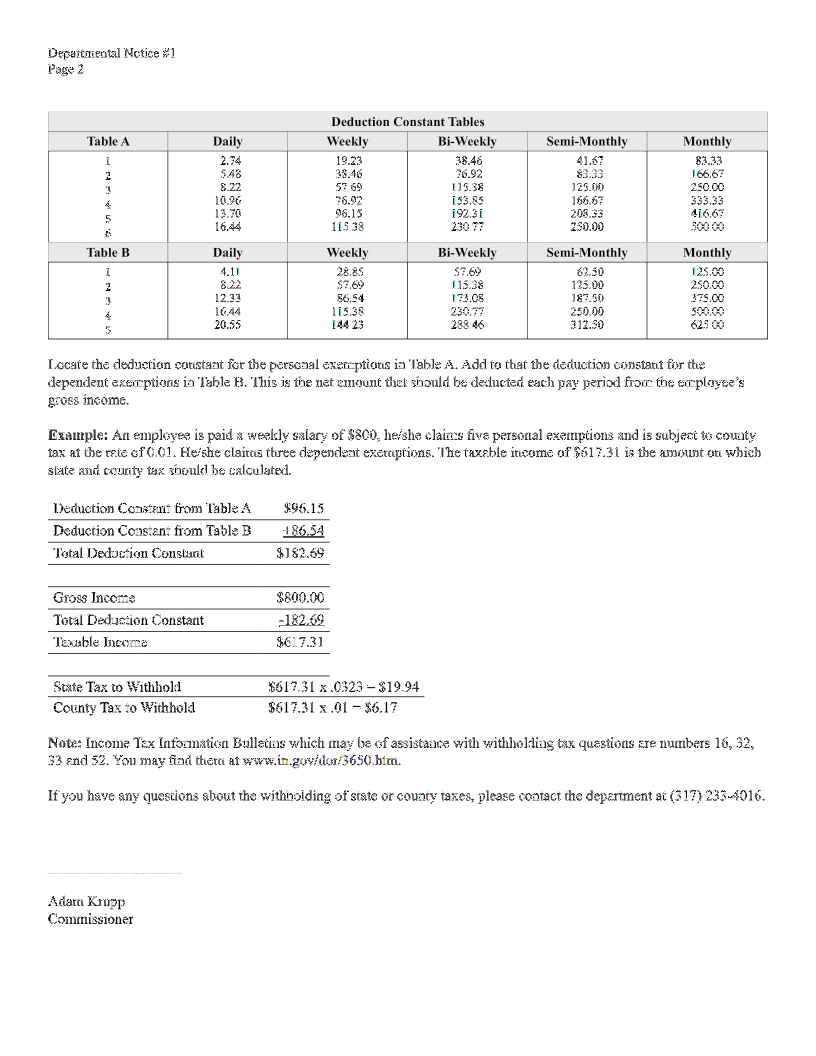 Departmental Notice #1
Page 2
Deduction Constant Tables
Table A Daily Weekly Bi-Weekly Semi-Monthly Monthly
1 2.74 19.23 38.46 41.67 83.33
2 5.48 38.46 76.92 83.33 166.67
3 8.22 57.69 115.38 125.00 250.00
4 10.96 76.92 153.85 166.67 333.33
5 13.70 96.15 192.31 208.33 416.67
6 16.44 115.38 230.77 250.00 500.00
Table B Daily Weekly Bi-Weekly Semi-Monthly Monthly
1 4.11 28.85 57.69 62.50 125.00
2 8.22 57.69 115.38 125.00 250.00
3 12.33 86.54 173.08 187.50 375.00
4 16.44 115.38 230.77 250.00 500.00
5 20.55 144.23 288.46 312.50 625.00
Locate the deduction constant for the personal exemptions in Table A. Add to that the deduction constant for the
dependent exemptions in Table B. This is the net amount that should be deducted each pay period from the employee's
gross income.
Example: An employee is paid a weekly salary of $800, he/she claims five personal exemptions and is subject to county
tax at the rate of 0.01. He/she claims three dependent exemptions. The taxable income of $617.31 is the amount on which
state and county tax should be calculated.
Deduction Constant from Table A $96.15
Deduction Constant from Table B +86.54
Total Deduction Constant $182.69
Gross Income $800.00
Total Deduction Constant -182.69
Taxable Income $617.31
State Tax to Withhold $617.31 x .0323 = $19.94
County Tax to Withhold $617.31 x .01 = $6.17
Note: Income Tax Information Bulletins which may be of assistance with withholding tax questions are numbers 16, 32,
33 and 52. You may find them at www.in.gov/dor/3650.htm.
If you have any questions about the withholding of state or county taxes, please contact the department at (317) 233-4016.
Adam Krupp
Commissioner